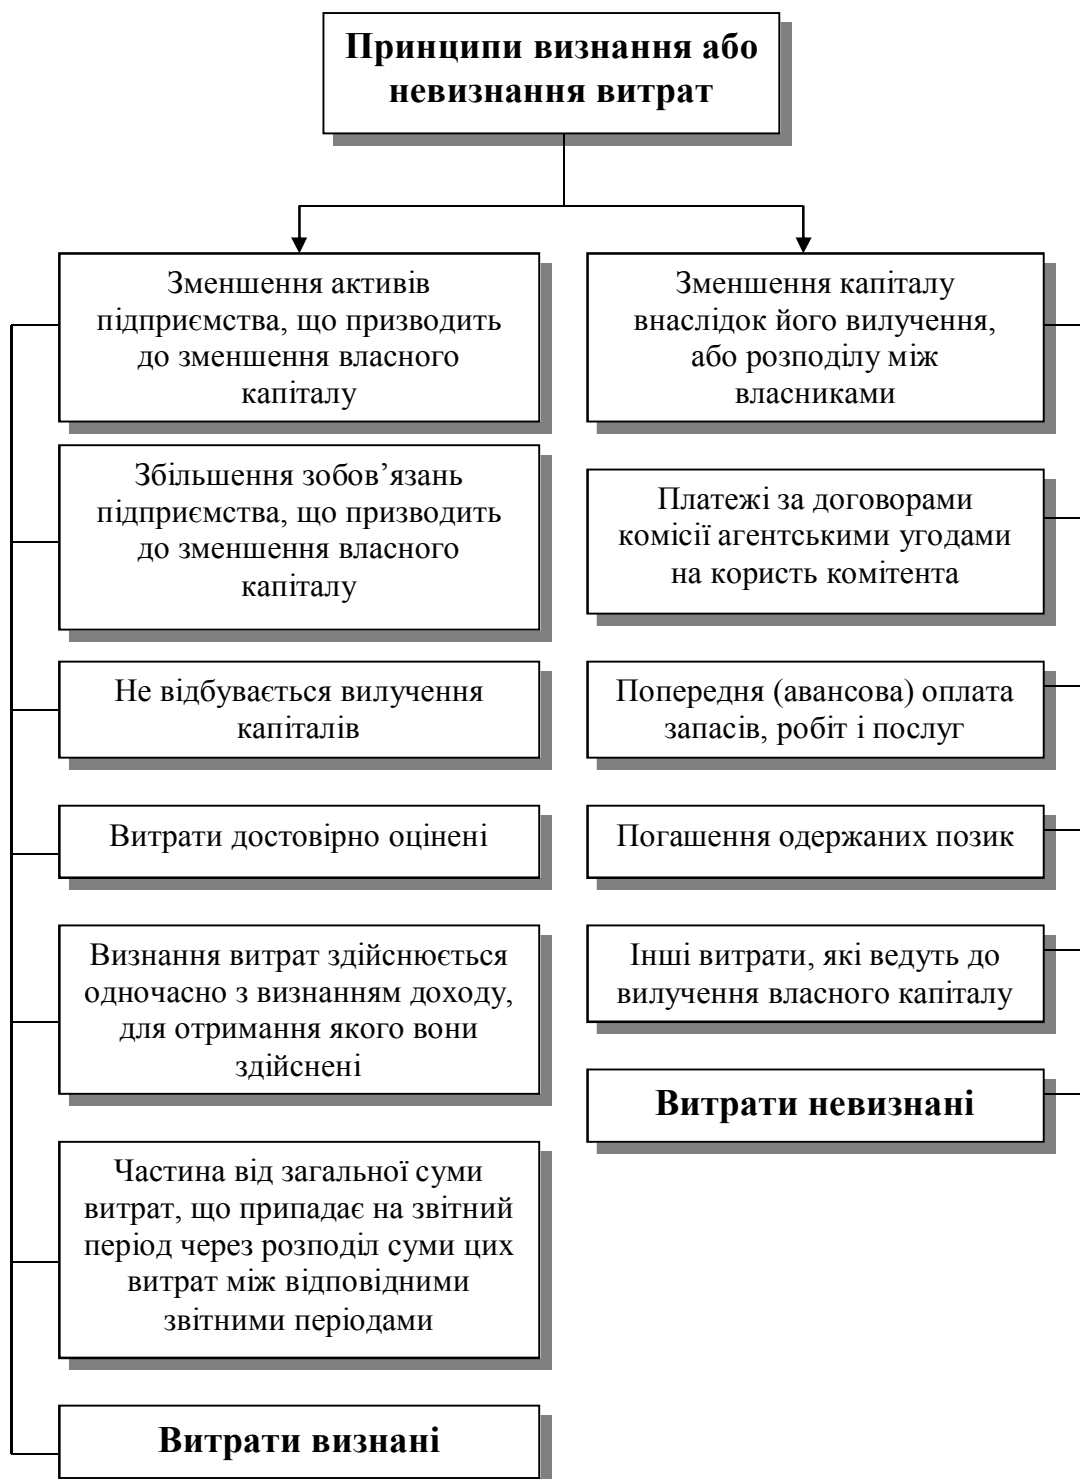 Принципи визнання або
невизнання витрат
Зменшення активів
підприємства, що призводить
до зменшення власного
капіталу
Збільшення зобов’язань
підприємства, що призводить
до зменшення власного
капіталу
Не відбувається вилучення
капіталів
Витрати достовірно оцінені
Визнання витрат здійснюється
одночасно з визнанням доходу,
для отримання якого вони
здійснені
Частина від загальної суми
витрат, що припадає на звітний
період через розподіл суми цих
витрат між відповідними
звітними періодами
Витрати визнані
Зменшення капіталу
внаслідок його вилучення,
або розподілу між
власниками
Платежі за договорами
комісії агентськими угодами
на користь комітента
Попередня (авансова) оплата
запасів, робіт і послуг
Погашення одержаних позик
Інші витрати, які ведуть до
вилучення власного капіталу
Витрати невизнані